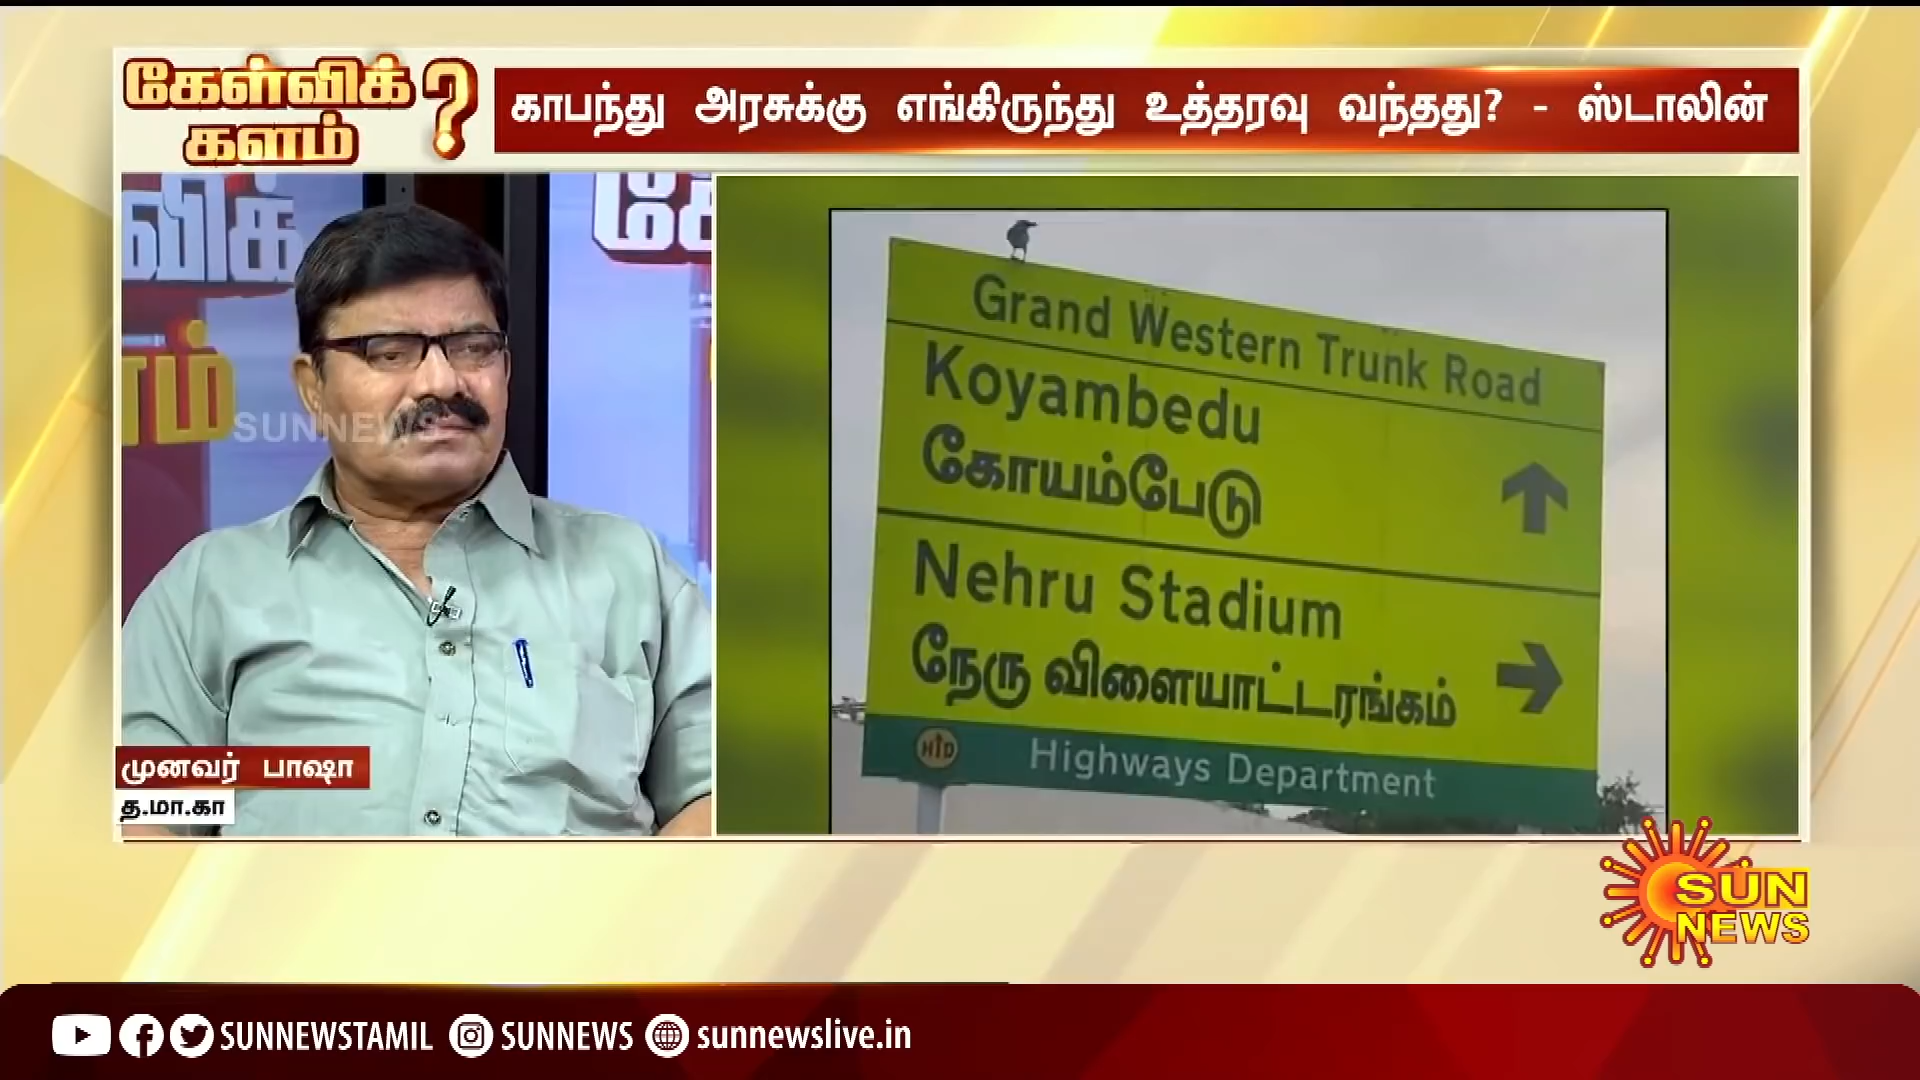 கேள்விக்
களம்
?
காபந்து அரசுக்கு எங்கிருந்து உத்தரவு வந்தது? - ஸ்டாலின்
SUNNEWS
முனவர் பாஷா
த.மா.கா
Grand Western Trunk Road
Koyambedu
கோயம்பேடு
Nehru Stadium
நேரு விளையாட்டரங்கம்
Highways Department
SUN
NEWS
SUNNEWSTAMIL SUNNEWS sunnewslive.in